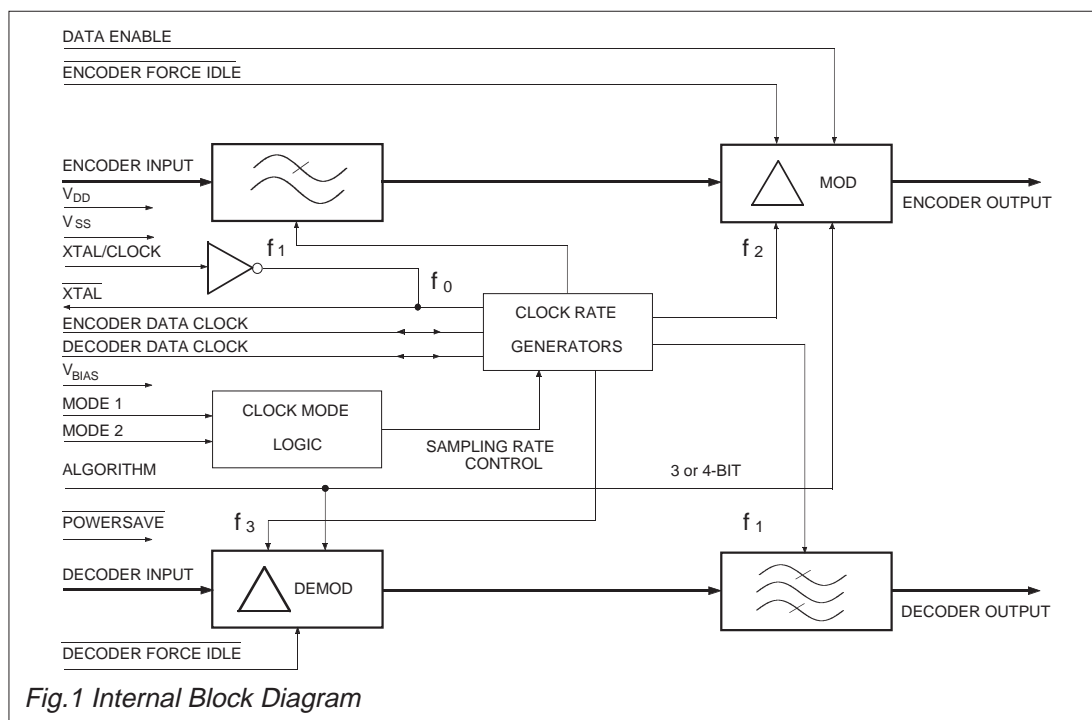 DATA ENABLE
ENCODER FORCE IDLE
ENCODER INPUT
MOD
ENCODER OUTPUT
VDD
VSS
XTAL/CLOCK
f1
f2
f0
XTAL
CLOCK RATE
GENERATORS
ENCODER DATA CLOCK
DECODER DATA CLOCK
VBIAS
MODE 1
MODE 2
CLOCK MODE
LOGIC
SAMPLING RATE
CONTROL
ALGORITHM
3 or 4-BIT
POWERSAVE
f3
f1
DECODER INPUT
DEMOD
DECODER OUTPUT
DECODER FORCE IDLE
Fig.1 Internal Block Diagram